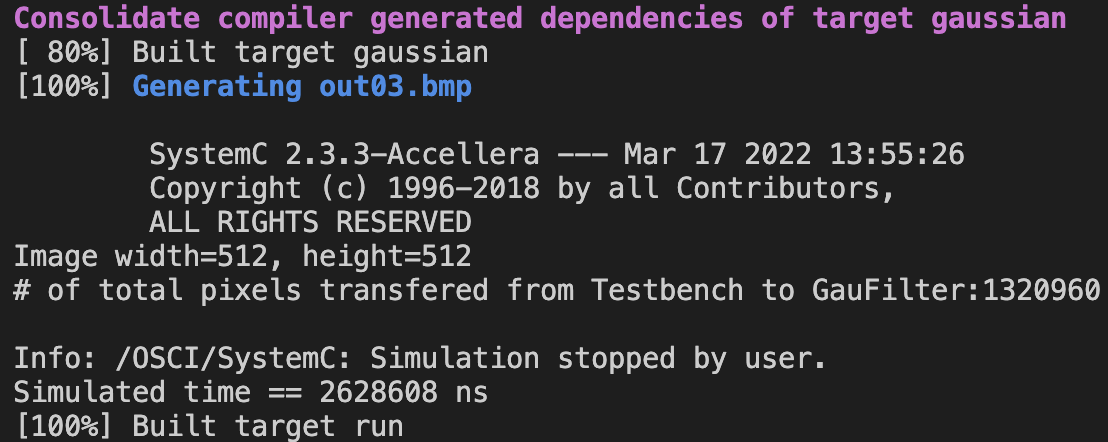 Consolidate compiler generated dependencies of target gaussian
[ 80%] Built target gaussian
[100%] Generating out03.bmp
SystemC 2.3.3-Accellera --- Mar 17 2022 13:55:26
Copyright (c) 1996-2018 by all Contributors,
ALL RIGHTS RESERVED
Image width=512, height=512
# of total pixels transfered from Testbench to GauFilter:1320960
Info: /OSCI/SystemC: Simulation stopped by user.
Simulated time == 2628608 ns
[100%] Built target run